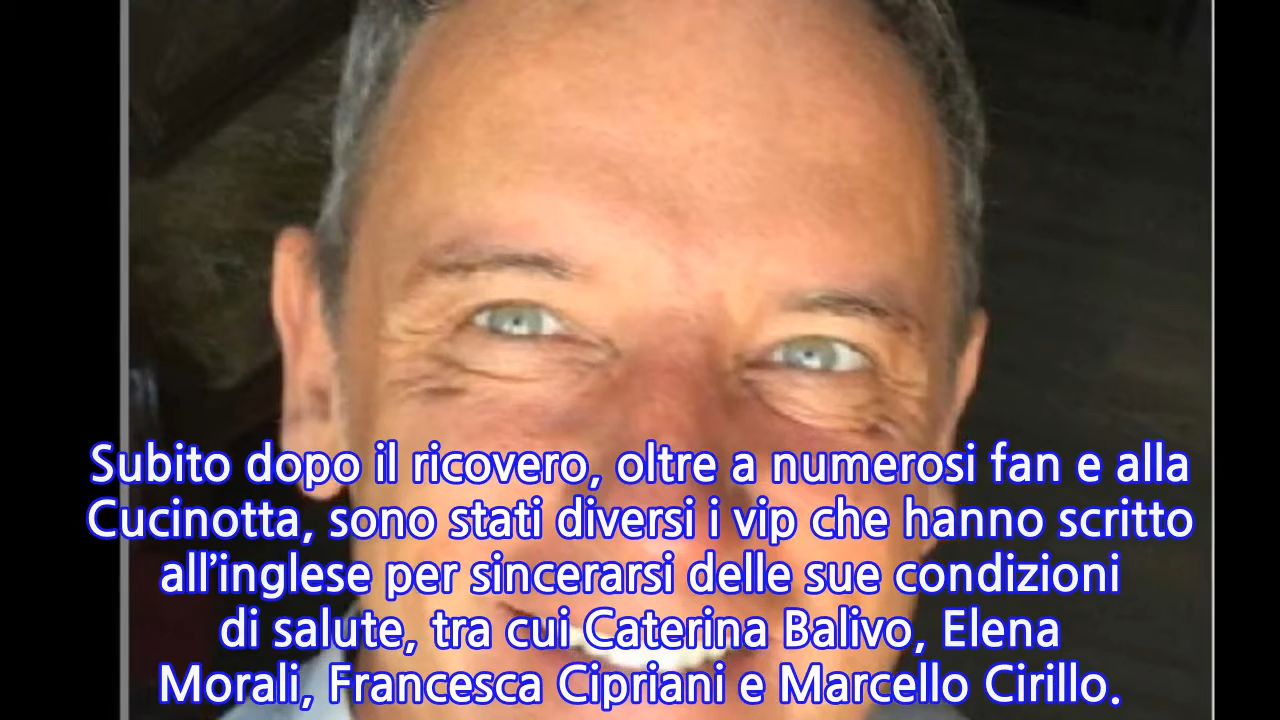 Subito dopo il ricovero, oltre a numerosi fan e alla
Cucinotta, sono stati diversi i vip che hanno scritto
all’inglese per sincerarsi delle sue condizioni
di salute, tra cui Caterina Balivo, Elena
Morali, Francesca Cipriani e Marcello Cirillo.